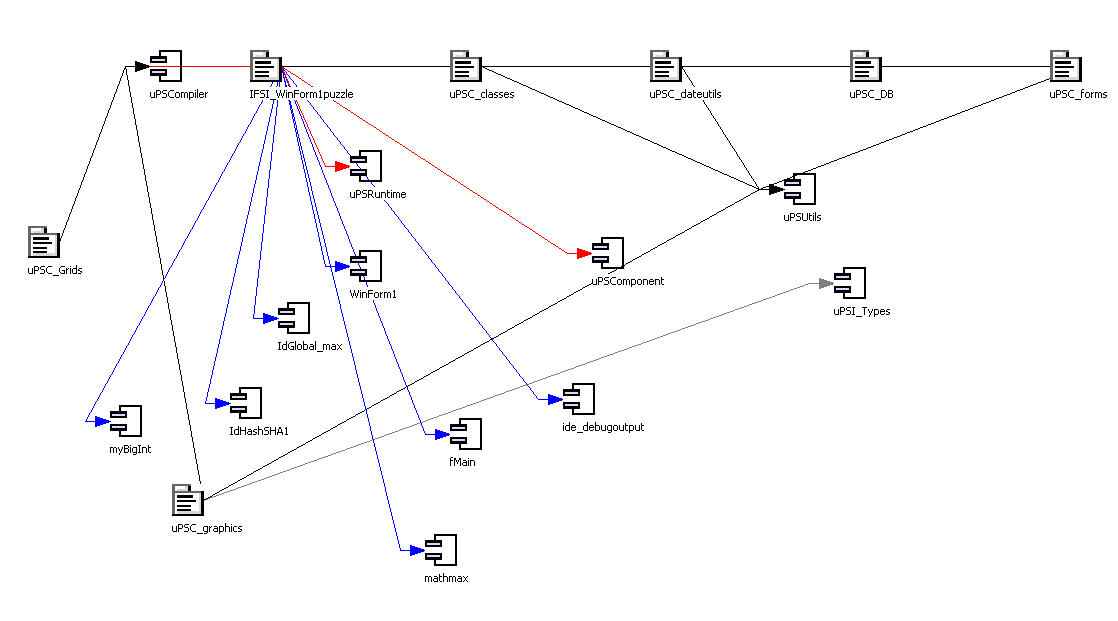 uPSCompiler
IFSI_WinForm1puzzle
uPSC_classes
uPSC_dateutils
uPSC_DB
uPSC_forms
uPSRuntime
uPSUtils
uPSC_Grids
uPSComponent
WinForm1
uPSI_Types
IdGlobal_max
IdHashSHA1
ide_debugoutput
myBigInt
fMain
uPSC_graphics
mathmax